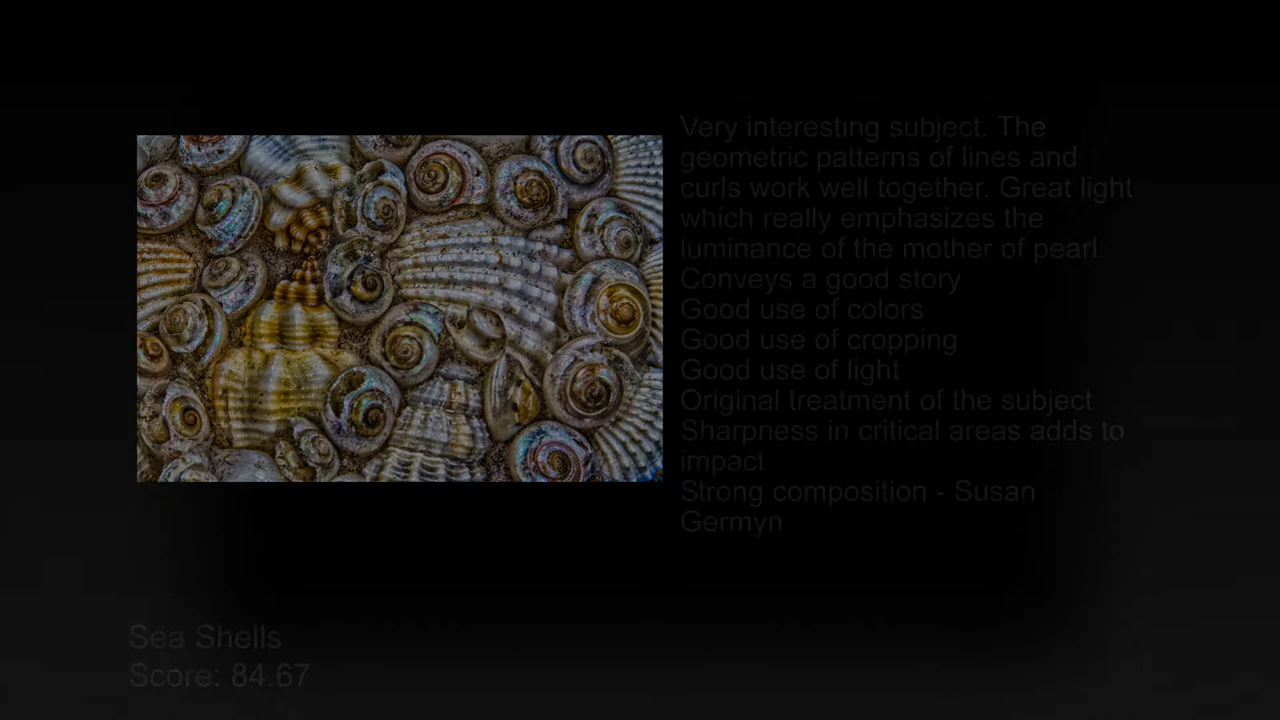 Very interesting subject. The
geometric patterns of lines and
curls work well together. Great light
which really emphasizes the
luminance of the mother of pearl.
Conveys a good story
Good use of colors
Good use of cropping
Good use of light
Original treatment of the subject
Sharpness in critical areas adds to
impact
Strong composition - Susan
Germyn
Sea Shells
Score: 84.67